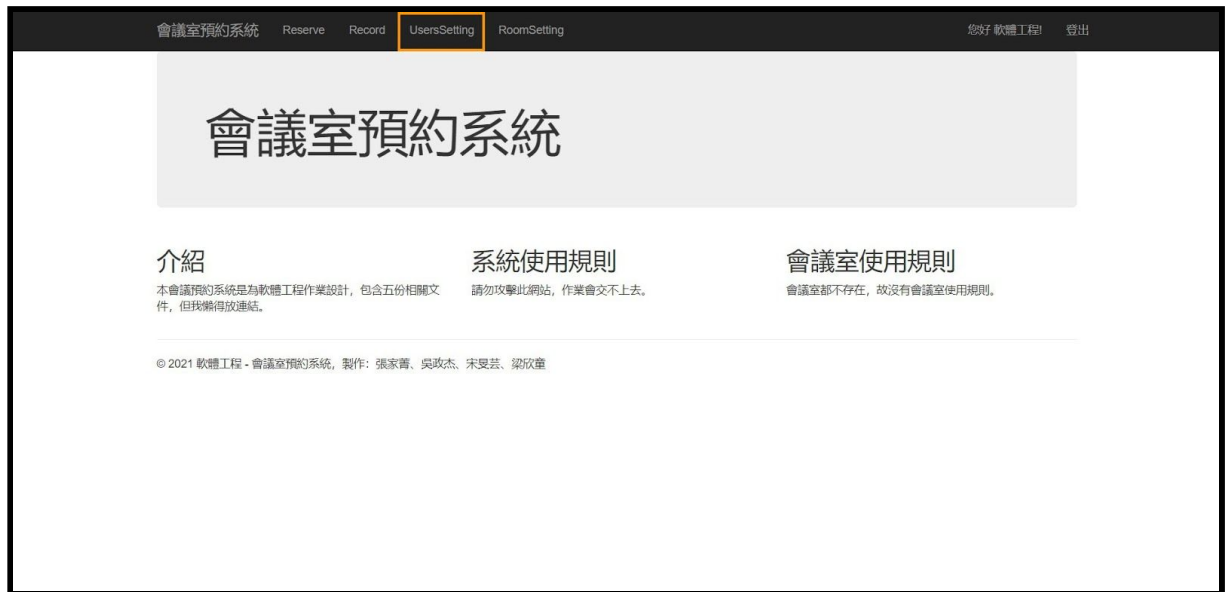 會議室預約系統 Reserve Record UsersSetting RoomSetting 您好 軟體工程! 登出
會議室預約系統
介紹
本會議預約系統是為軟體工程作業設計，包含五份相關文
件，但我懶得放連結。
系統使用規則
請勿攻擊此網站，作業會交不上去。
會議室使用規則
會議室都不存在，故沒有會議室使用規則。
© 2021 軟體工程 - 會議室預約系統，製作：張家菁、吳政杰、宋旻芸、梁欣童